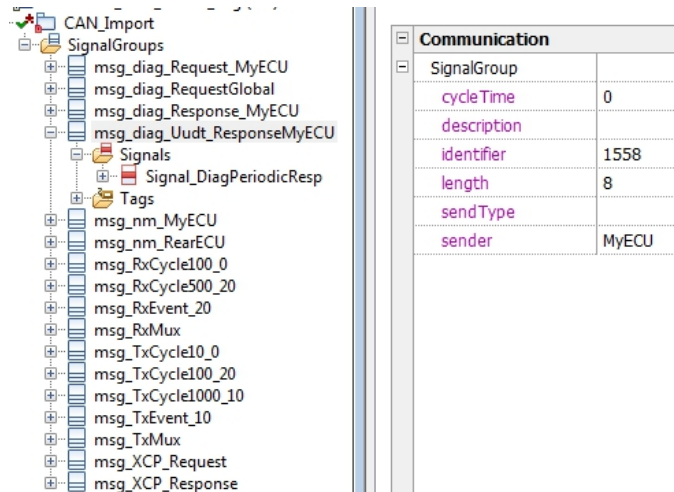 CAN_Import
SignalGroups
msg_diag_Request_MyECU
msg_diag_RequestGlobal
msg_diag_Response_MyECU
msg_diag_Uudt_ResponseMyECU
Signals
Signal_DiagPeriodicResp
Tags
msg_nm_MyECU
msg_nm_RearECU
msg_RxCycle100_0
msg_RxCycle500_20
msg_RxEvent_20
msg_RxMux
msg_TxCycle10_0
msg_TxCycle100_20
msg_TxCycle1000_10
msg_TxEvent_10
msg_TxMux
msg_XCP_Request
msg_XCP_Response
Communication
SignalGroup
cycleTime 0
description
identifier 1558
length 8
sendType
sender MyECU